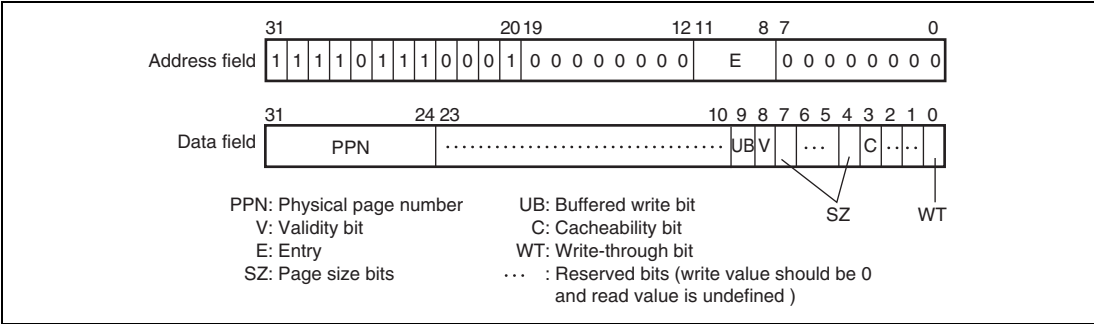 31 20 19 12 11 8 7 0
Address field 1 1 1 1 0 1 1 1 0 0 0 1 0 0 0 0 0 0 0 0 E 0 0 0 0 0 0 0 0
31 24 23 10 9 8 7 6 5 4 3 2 1 0
Data field PPN ................................. UB V ... C .. ..
SZ WT
PPN: Physical page number UB: Buffered write bit
V: Validity bit C: Cacheability bit
E: Entry WT: Write-through bit
SZ: Page size bits ... : Reserved bits (write value should be 0
and read value is undefined )